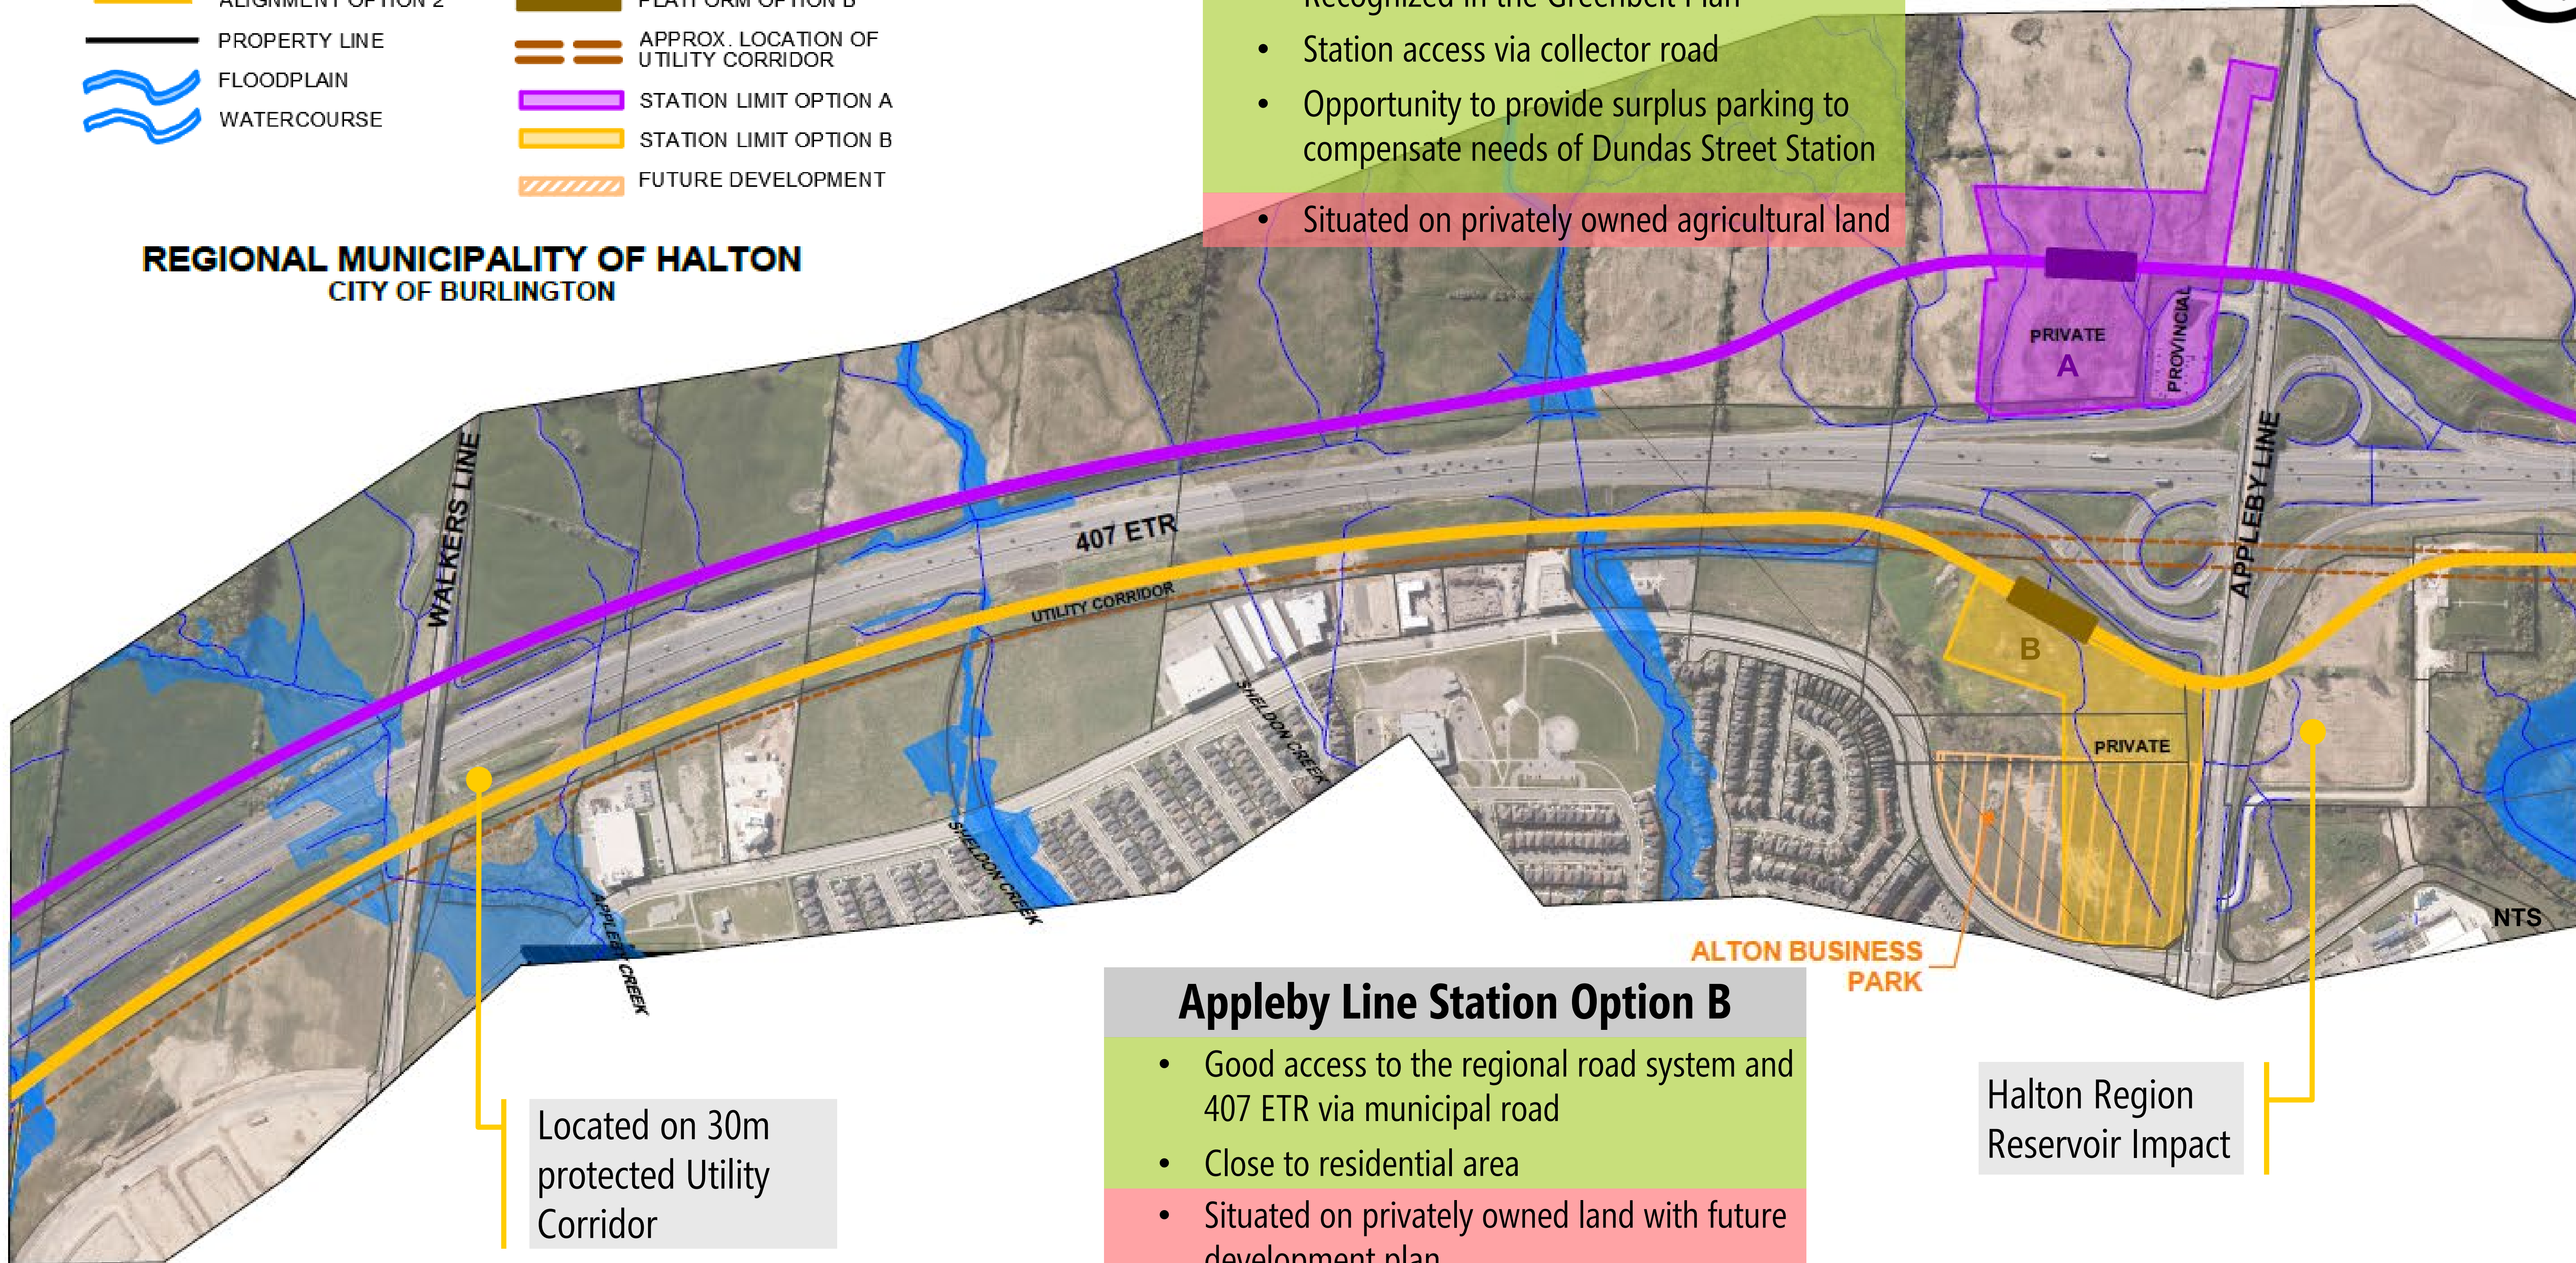 ALIGNMENT OPTION 2
PROPERTY LINE
FLOODPLAIN
WATERCOURSE
PLATFORM OPTION B
APPROX. LOCATION OF
UTILITY CORRIDOR
STATION LIMIT OPTION A
STATION LIMIT OPTION B
FUTURE DEVELOPMENT
REGIONAL MUNICIPALITY OF HALTON
CITY OF BURLINGTON
Recognized in the Greenbelt Plan
• Station access via collector road
• Opportunity to provide surplus parking to
compensate needs of Dundas Street Station
• Situated on privately owned agricultural land
PRIVATE
A
PROVINCIAL
WALKERS LINE
407 ETR
UTILITY CORRIDOR
APPLEBY LINE
APPLEBY LINE
B
PRIVATE
SHELDON CREEK
SHELDON CREEK
APPLEBY CREEK
NTS
ALTON BUSINESS
PARK
Appleby Line Station Option B
• Good access to the regional road system and
407 ETR via municipal road
• Close to residential area
• Situated on privately owned land with future
development plan
Located on 30m
protected Utility
Corridor
Halton Region
Reservoir Impact